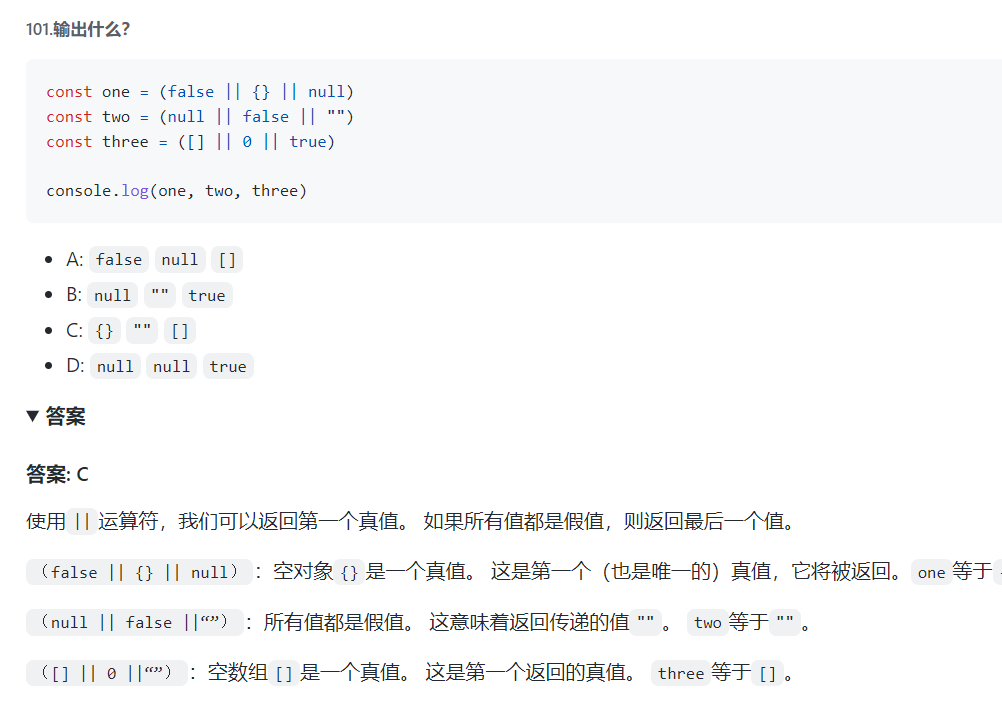 101.输出什么？
const one = (false || {} || null)
const two = (null || false || "")
const three = ([] || 0 || true)
console.log(one, two, three)
A: false null []
B: null "" true
C: {} "" []
D: null null true
▼ 答案
答案: C
使用 || 运算符，我们可以返回第一个真值。 如果所有值都是假值，则返回最后一个值。
（false || {} || null）：空对象 {} 是一个真值。 这是第一个（也是唯一的）真值，它将被返回。one 等于
（null || false ||“”）：所有值都是假值。 这意味着返回传递的值 "" 。 two 等于 "" 。
（[] || 0 ||“”）：空数组 [] 是一个真值。 这是第一个返回的真值。 three 等于 [] 。